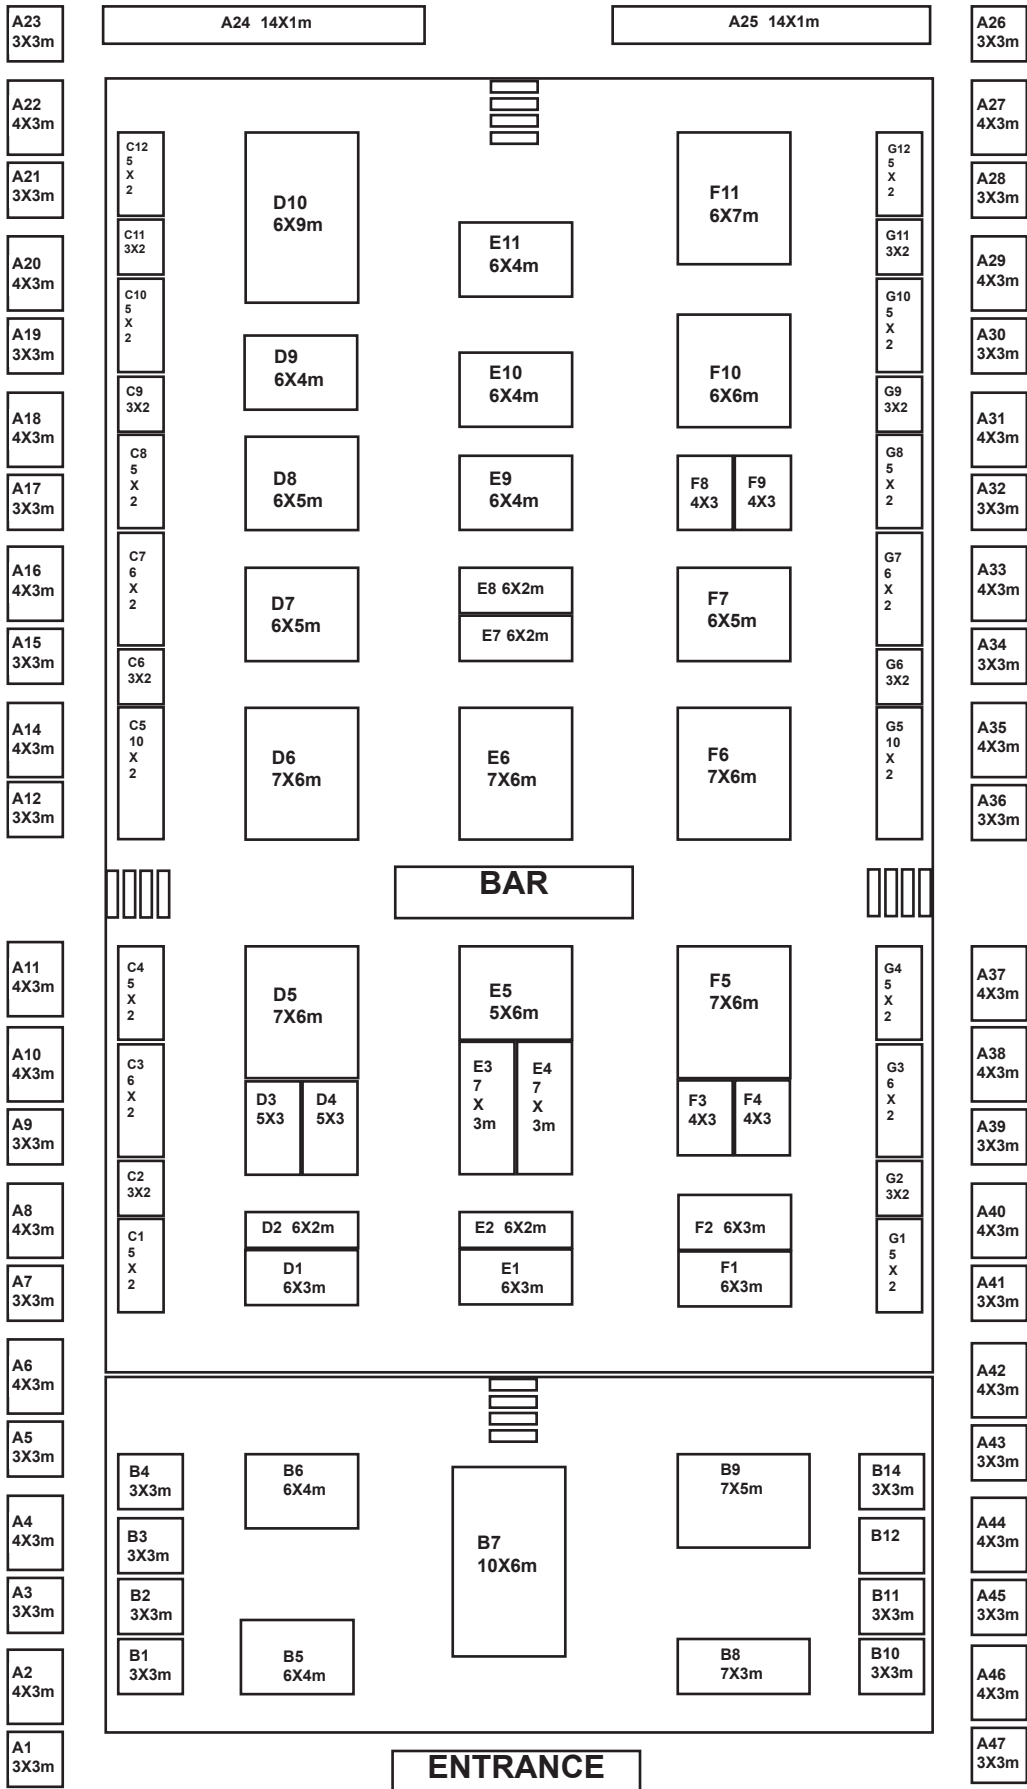 A23
3X3m
A24 14X1m
A25 14X1m
A26
3X3m
A22
4X3m
A21
3X3m
A20
4X3m
A19
3X3m
A18
4X3m
A17
3X3m
A16
4X3m
A15
3X3m
A14
4X3m
A12
3X3m
A11
4X3m
A10
4X3m
A9
3X3m
A8
4X3m
A7
3X3m
A6
4X3m
A5
3X3m
A4
4X3m
A3
3X3m
A2
4X3m
A1
3X3m
C12
5
X
2
C11
3X2
C10
5
X
2
C9
3X2
C8
5
X
2
C7
6
X
2
C6
3X2
C5
10
X
2
C4
5
X
2
C3
6
X
2
C2
3X2
C1
5
X
2
D10
6X9m
D9
6X4m
D8
6X5m
D7
6X5m
D6
7X6m
D5
7X6m
D3
5X3
D4
5X3
D2 6X2m
D1
6X3m
E11
6X4m
E10
6X4m
E9
6X4m
E8 6X2m
E7 6X2m
E6
7X6m
BAR
E5
5X6m
E3
7
X
3m
E4
7
X
3m
E2 6X2m
E1
6X3m
F11
6X7m
F10
6X6m
F8
4X3
F9
4X3
F7
6X5m
F6
7X6m
F5
7X6m
F3
4X3
F4
4X3
F2 6X3m
F1
6X3m
G12
5
X
2
G11
3X2
G10
5
X
2
G9
3X2
G8
5
X
2
G7
6
X
2
G6
3X2
G5
10
X
2
G4
5
X
2
G3
6
X
2
G2
3X2
G1
5
X
2
A27
4X3m
A28
3X3m
A29
4X3m
A30
3X3m
A31
4X3m
A32
3X3m
A33
4X3m
A34
3X3m
A35
4X3m
A36
3X3m
A37
4X3m
A38
4X3m
A39
3X3m
A40
4X3m
A41
3X3m
A42
4X3m
A43
3X3m
A44
4X3m
A45
3X3m
A46
4X3m
A47
3X3m
B4
3X3m
B3
3X3m
B2
3X3m
B1
3X3m
B6
6X4m
B5
6X4m
B7
10X6m
B9
7X5m
B8
7X3m
B14
3X3m
B12
B11
3X3m
B10
3X3m
ENTRANCE